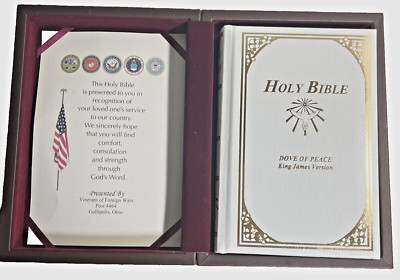 This Holy Bible
is presented to you in
recognition of
your loved one's service
to our country.
We sincerely hope
that you will find
comfort,
consolation
and strength
through
God's Word.
Presented By
Veterans of Foreign Wars
Post 4464
Gallipolis, Ohio
HOLY BIBLE
DOVE OF PEACE
King James Version